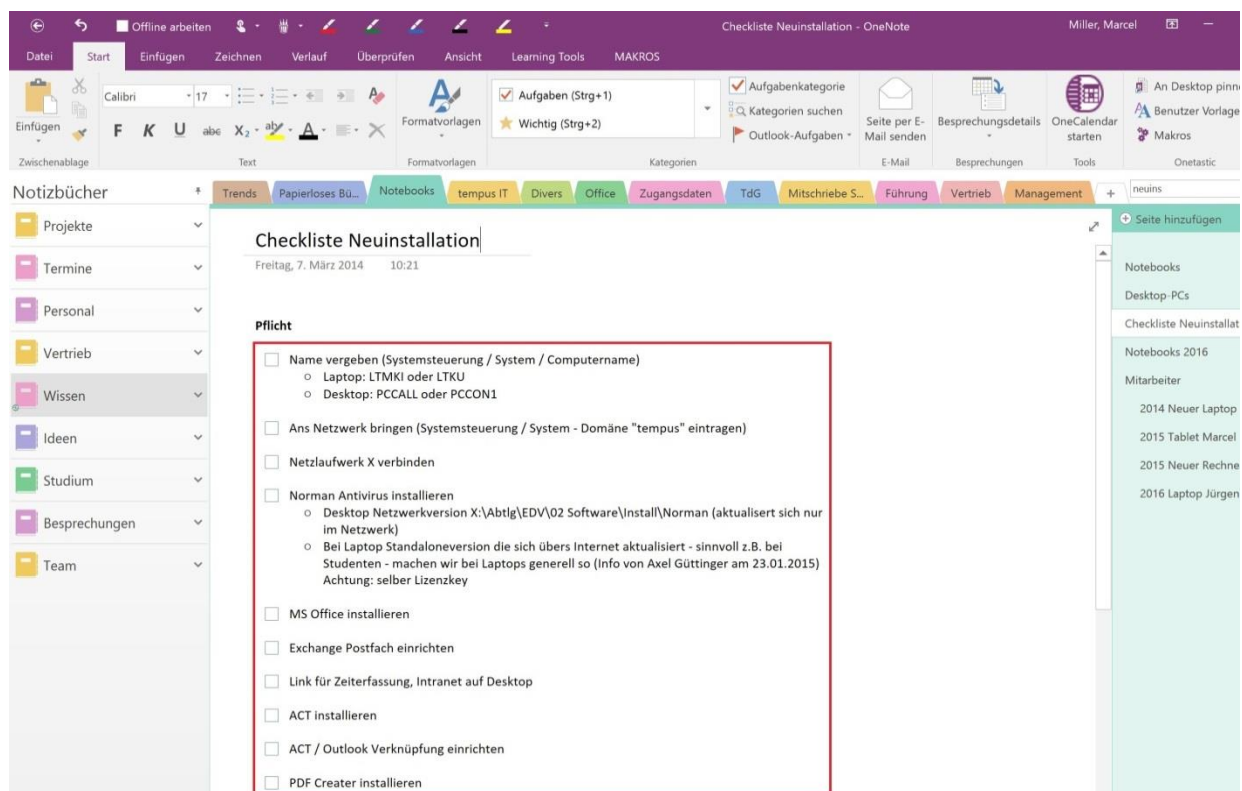 Offline arbeiten
Checkliste Neuinstallation - OneNote
Miller, Marcel
Datei Start Einfügen Zeichnen Verlauf Überprüfen Ansicht Learning Tools MAKROS
Einfügen
Zwischenablage
Calibri 17
F K U abc X₂ aby A
Text
Formatvorlagen
Formatvorlagen
Aufgaben (Strg+1)
Wichtig (Strg+2)
Aufgabenkategorie
Kategorien suchen
Outlook-Aufgaben
Kategorien
Seite per E-
Mail senden
E-Mail
Besprechungsdetails
Besprechungen
OneCalendar
starten
Tools
An Desktop pinne
Benutzer Vorlage
Makros
Onetastic
Notizbücher
Trends Papierloses Bü... Notebooks tempus IT Divers Office Zugangsdaten TdG Mitschriebe S... Führung Vertrieb Management +
neuins
Projekte
Termine
Personal
Vertrieb
Wissen
Ideen
Studium
Besprechungen
Team
Checkliste Neuinstallation
Freitag, 7. März 2014 10:21
Pflicht
Name vergeben (Systemsteuerung / System / Computername)
Laptop: LTMKI oder LTKU
Desktop: PCCALL oder PCCON1
Ans Netzwerk bringen (Systemsteuerung / System - Domäne "tempus" eintragen)
Netzlaufwerk X verbinden
Norman Antivirus installieren
Desktop Netzwerkversion X:\Abtlg\EDV\02 Software\Install\Norman (aktualisert sich nur
im Netzwerk)
Bei Laptop Standaloneversion die sich übers Internet aktualisiert - sinnvoll z.B. bei
Studenten - machen wir bei Laptops generell so (Info von Axel Güttinger am 23.01.2015)
Achtung: selber Lizenzkey
MS Office installieren
Exchange Postfach einrichten
Link für Zeiterfassung, Intranet auf Desktop
ACT installieren
ACT / Outlook Verknüpfung einrichten
PDF Creater installieren
Seite hinzufügen
Notebooks
Desktop-PCs
Checkliste Neuinstallat
Notebooks 2016
Mitarbeiter
2014 Neuer Laptop
2015 Tablet Marcel
2015 Neuer Rechne
2016 Laptop Jürgen